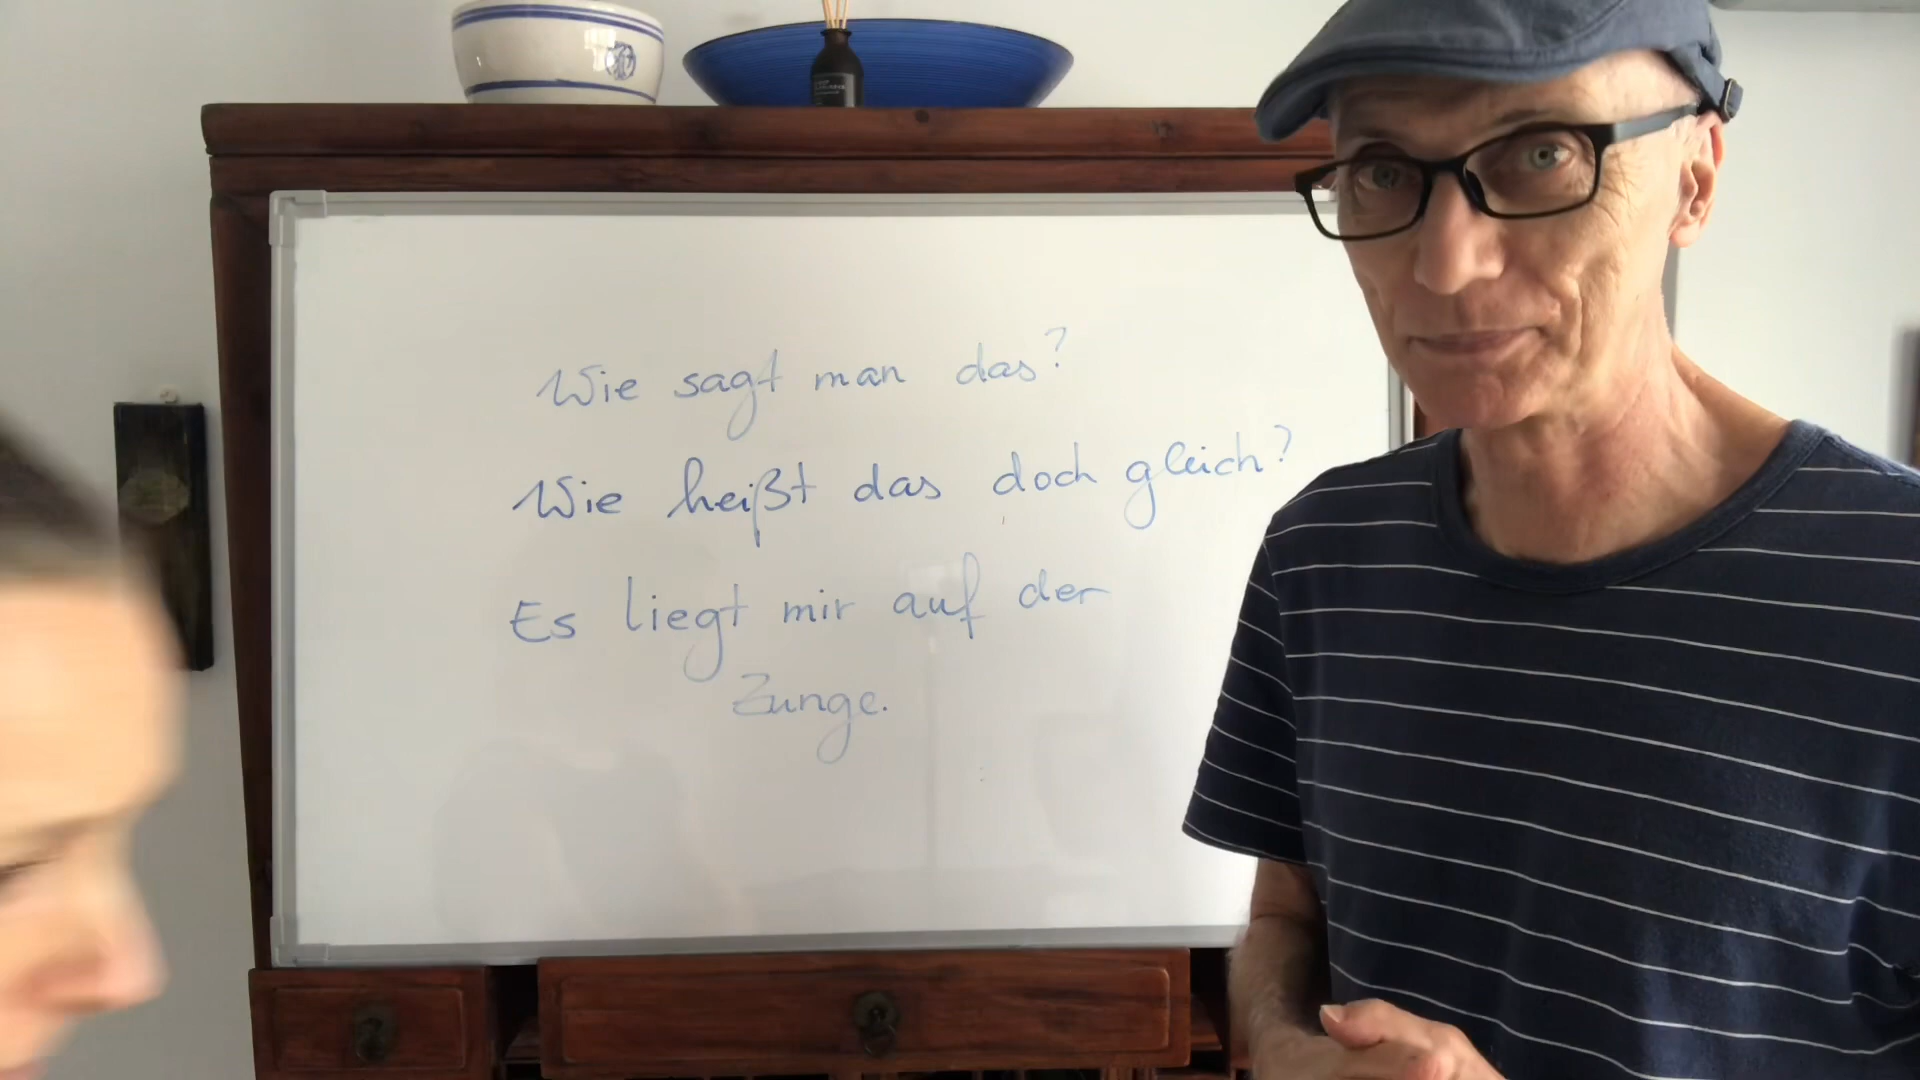 Wie sagt man das?
Wie heißt das doch gleich?
Es liegt mir auf der
Zunge.